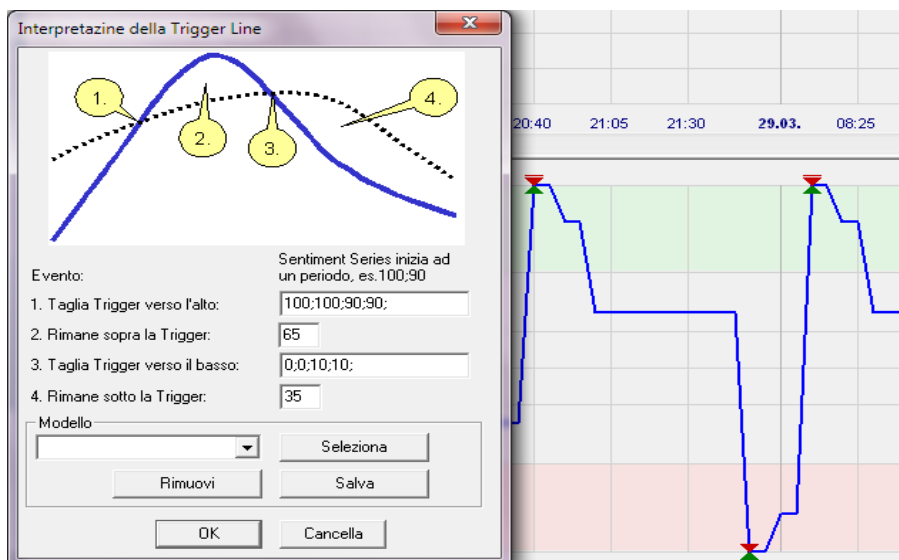 Interpretazine della Trigger Line
1.
2.
3.
4.
Evento:
Sentiment Series inizia ad
un periodo, es.100;90
1. Taglia Trigger verso l'alto:
100;100;90;90;
2. Rimane sopra la Trigger:
65
3. Taglia Trigger verso il basso:
0;0;10;10;
4. Rimane sotto la Trigger:
35
Modello
Seleziona
Rimuovi
Salva
OK
Cancella
20:40 21:05 21:30 29.03. 08:25